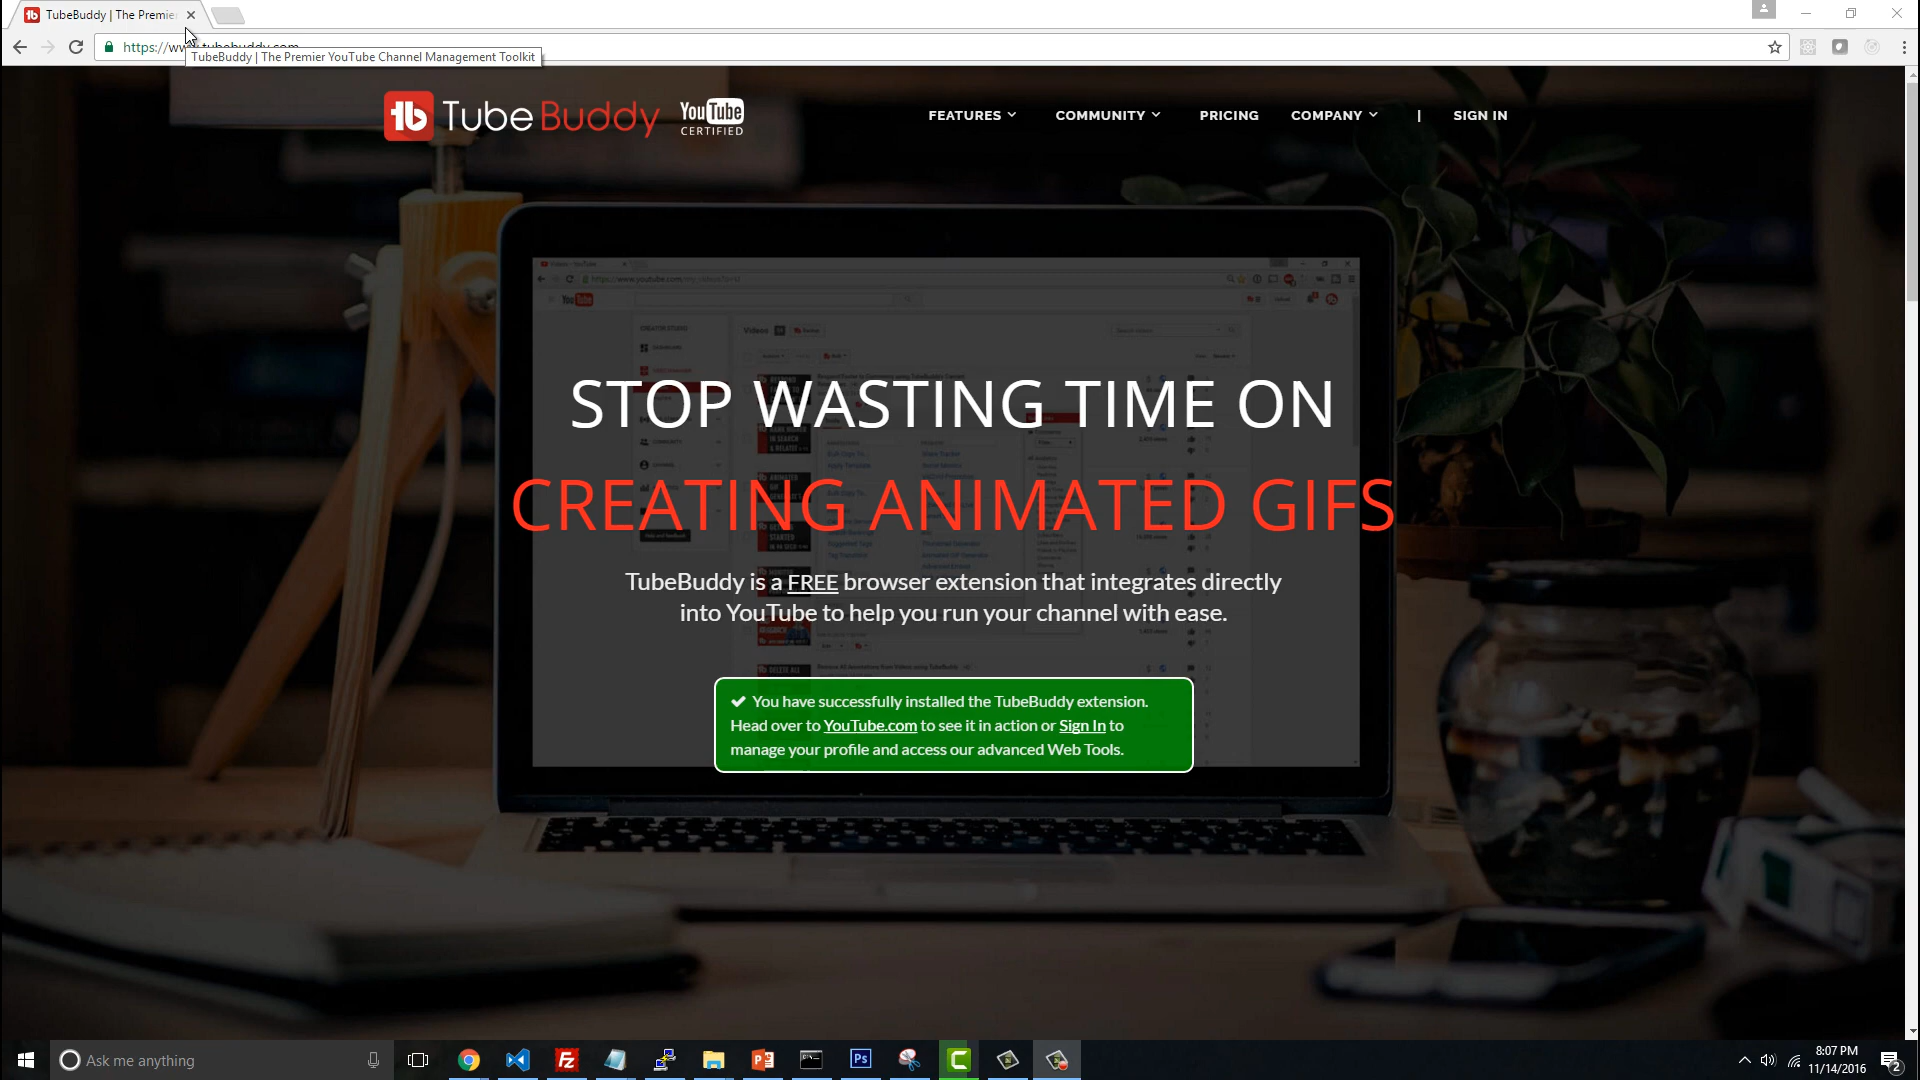 TubeBuddy | The Premie
https://www.tubebuddy.com
TubeBuddy | The Premier YouTube Channel Management Toolkit
TubeBuddy
YouTube
CERTIFIED
FEATURES
COMMUNITY
PRICING
COMPANY
|
SIGN IN
STOP WASTING TIME ON
CREATING ANIMATED GIFS
TubeBuddy is a FREE browser extension that integrates directly
into YouTube to help you run your channel with ease.
You have successfully installed the TubeBuddy extension.
Head over to YouTube.com to see it in action or Sign In to
manage your profile and access our advanced Web Tools.
Ask me anything
8:07 PM
11/14/2016
2